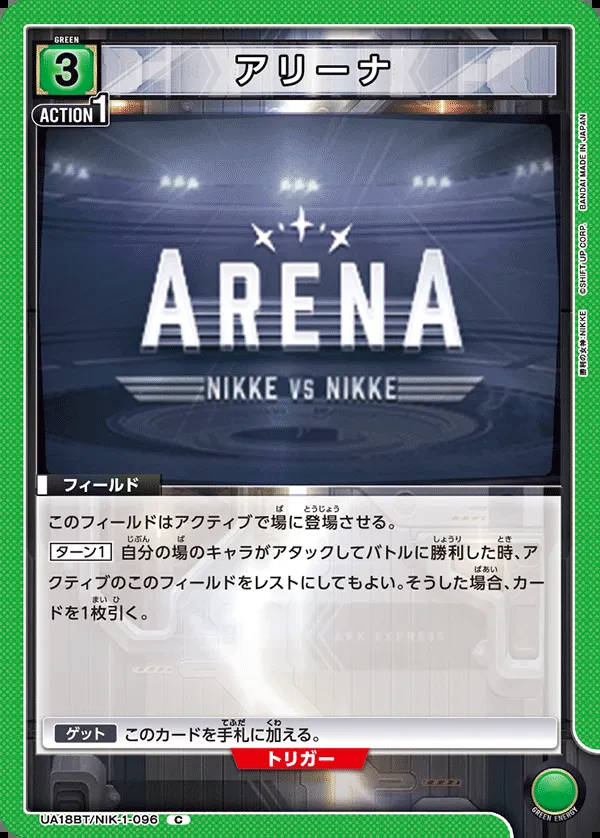 GREEN
3
アリーナ
ACTION 1
ARENA
NIKKE VS NIKKE
フィールド
このフィールドはアクティブで場に登場させる。
ターン1 自分の場のキャラがアタックしてバトルに勝利した時、ア
クティブのこのフィールドをレストにしてもよい。そうした場合、カー
ドを1枚引く。
ゲット このカードを手札に加える。
トリガー
UA18BT/NIK-1-096 C
GREEN ENERGY
勝利の女神:NIKKE ©SHIFT UP CORP. BANDAI MADE IN JAPAN